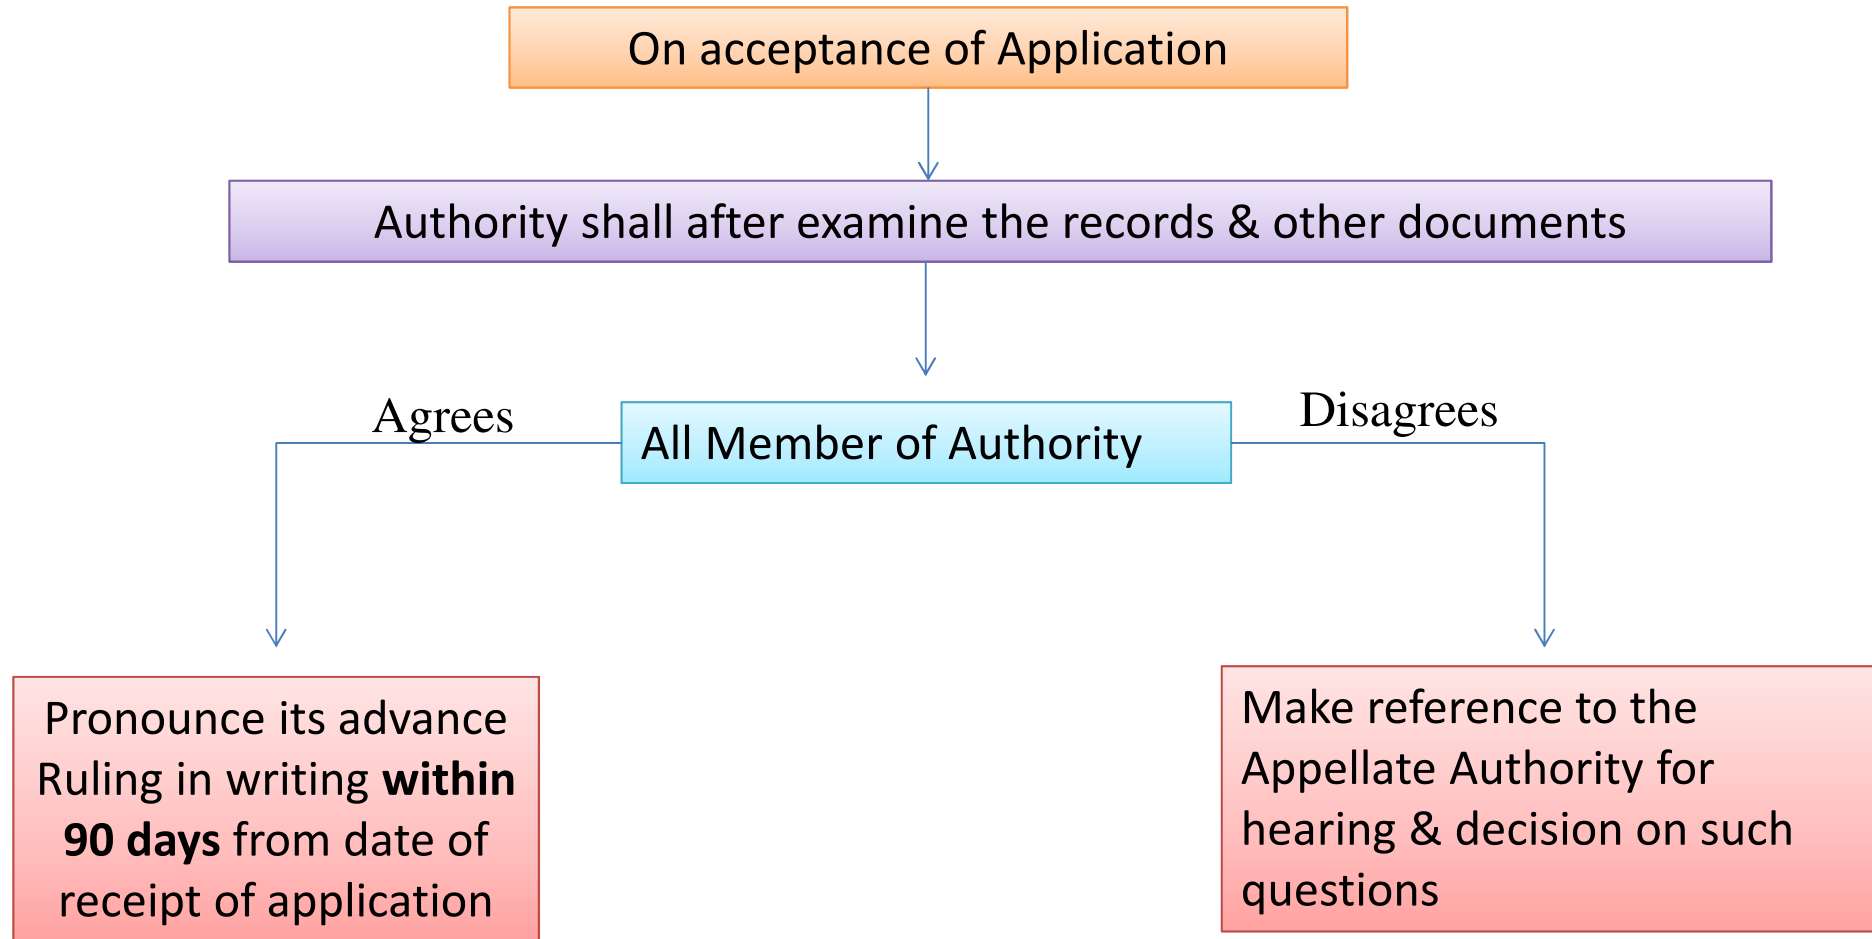 On acceptance of Application
Authority shall after examine the records & other documents
Agrees
All Member of Authority
Disagrees
Pronounce its advance
Ruling in writing within
90 days from date of
receipt of application
Make reference to the
Appellate Authority for
hearing & decision on such
questions